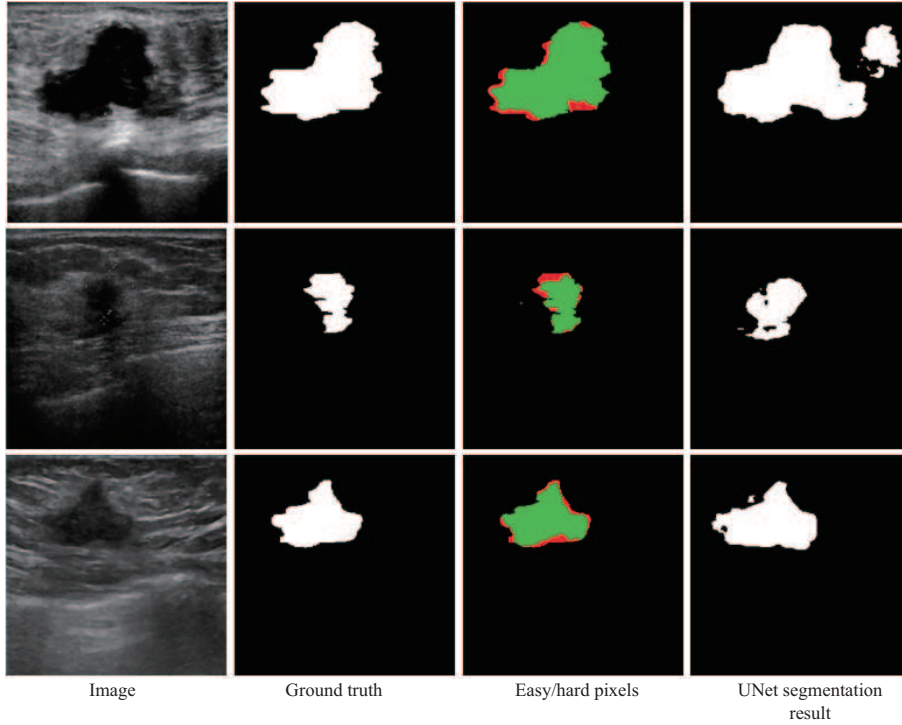 Image
Ground truth
Easy/hard pixels
UNet segmentation
result